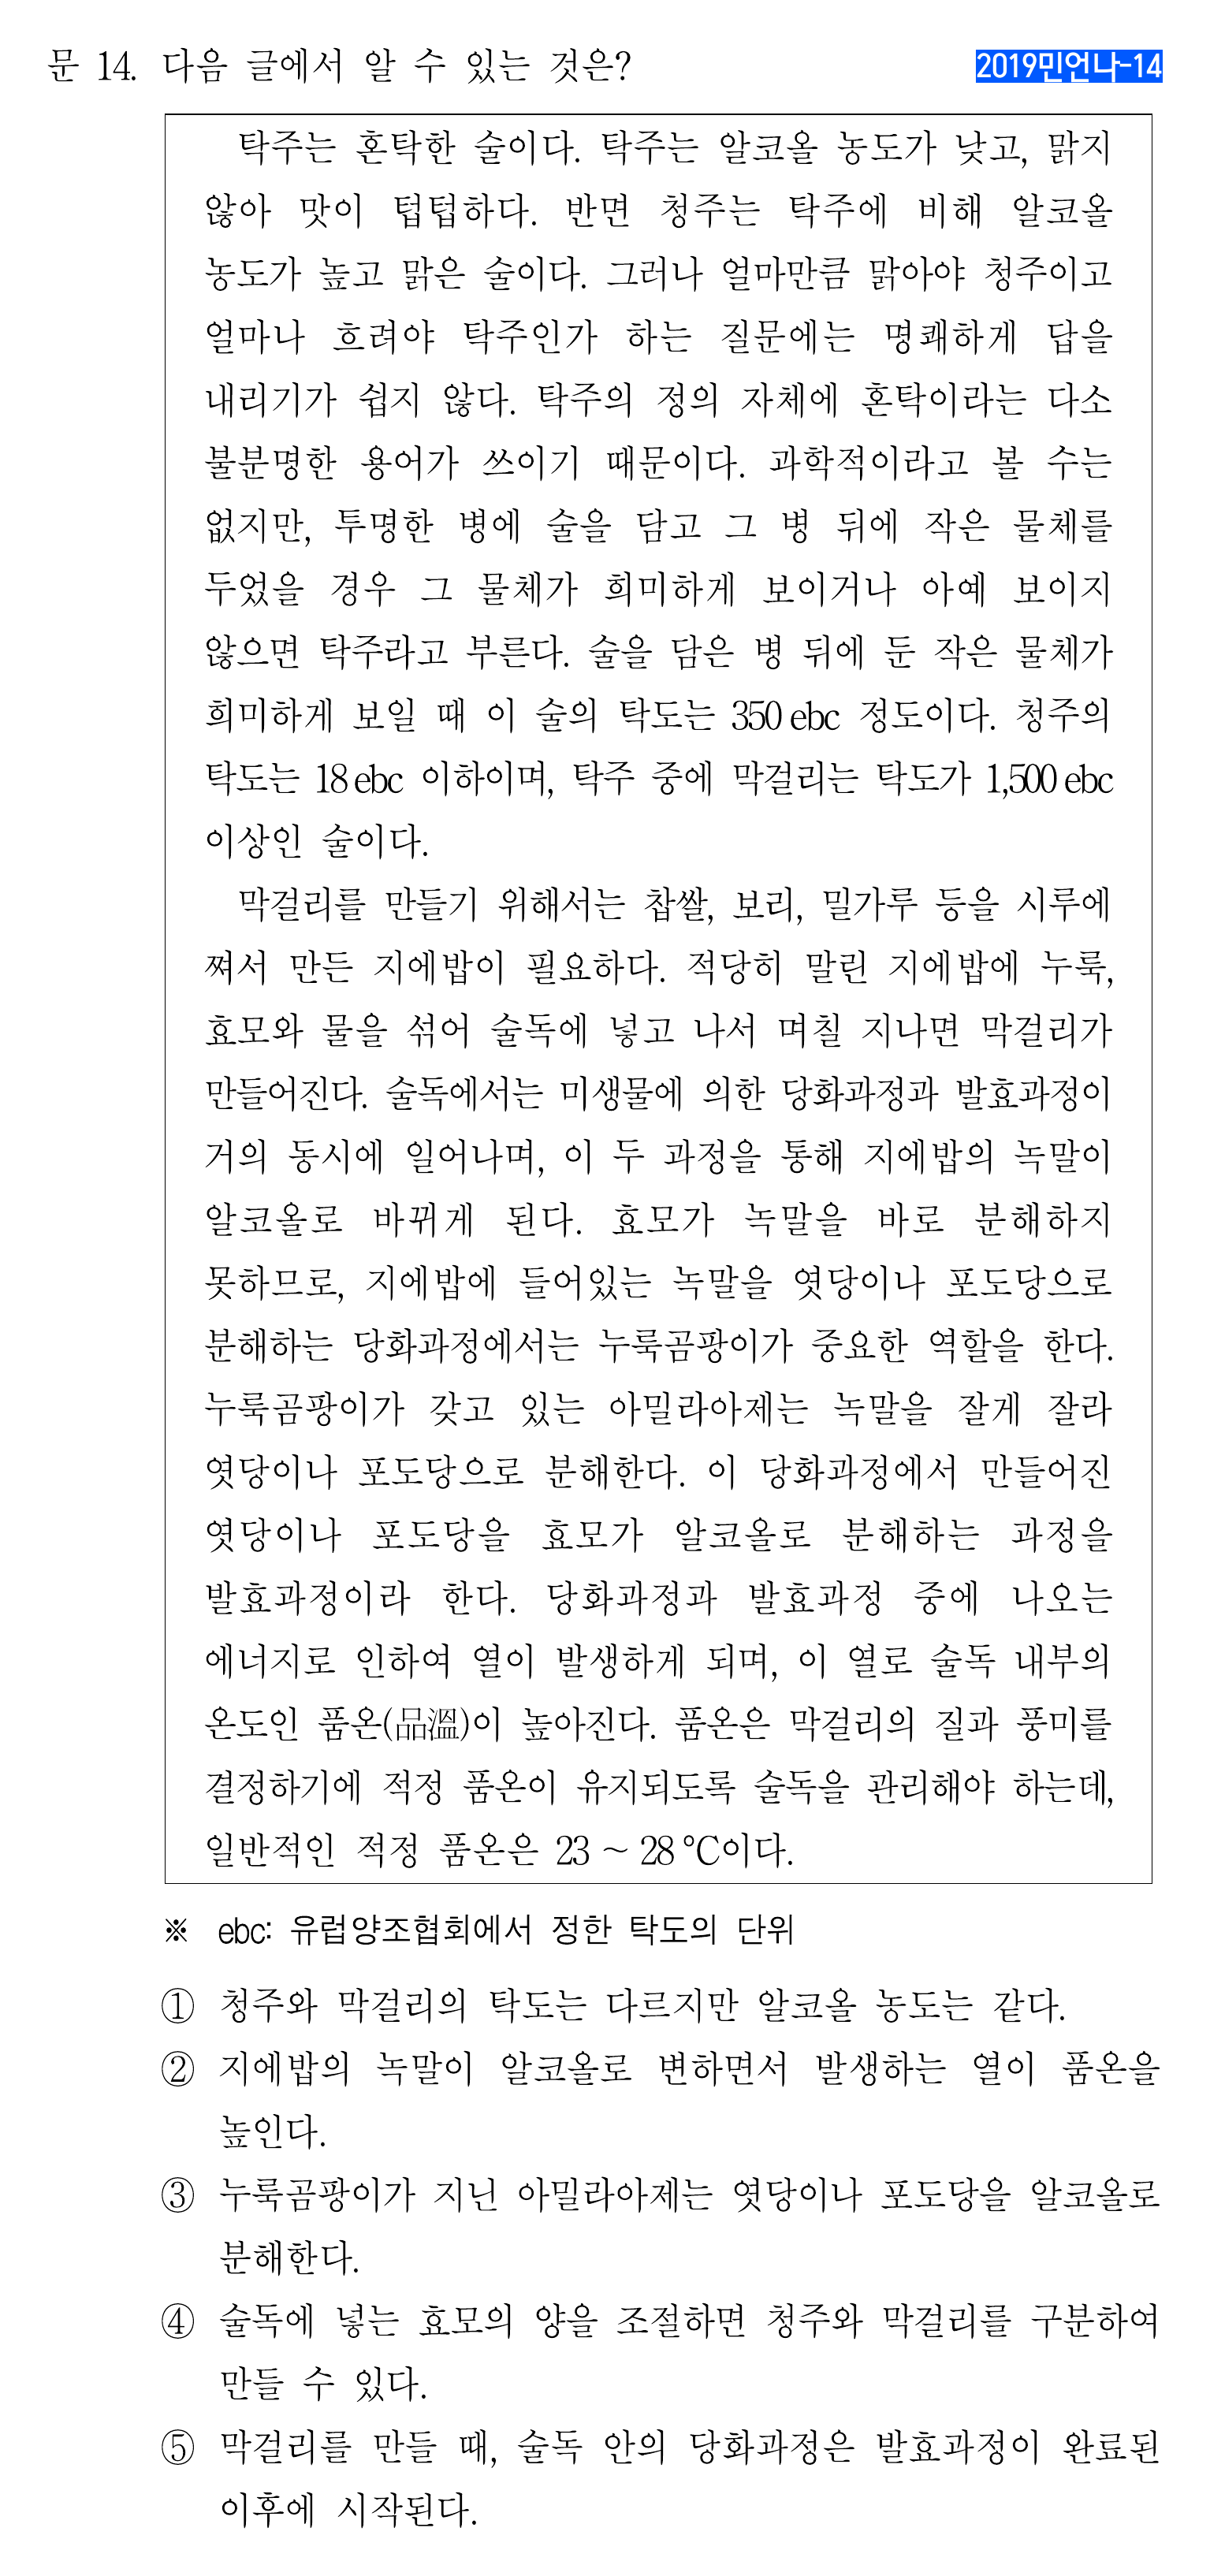 문 14. 다음 글에서 알 수 있는 것은?
2019민언나-14
탁주는 혼탁한 술이다. 탁주는 알코올 농도가 낮고, 맑지
않아 맛이 텁텁하다. 반면 청주는 탁주에 비해 알코올
농도가 높고 맑은 술이다. 그러나 얼마만큼 맑아야 청주이고
얼마나 흐려야 탁주인가 하는 질문에는 명쾌하게 답을
내리기가 쉽지 않다. 탁주의 정의 자체에 혼탁이라는 다소
불분명한 용어가 쓰이기 때문이다. 과학적이라고 볼 수는
없지만, 투명한 병에 술을 담고 그 병 뒤에 작은 물체를
두었을 경우 그 물체가 희미하게 보이거나 아예 보이지
않으면 탁주라고 부른다. 술을 담은 병 뒤에 둔 작은 물체가
희미하게 보일 때 이 술의 탁도는 350 ebc 정도이다. 청주의
탁도는 18 ebc 이하이며, 탁주 중에 막걸리는 탁도가 1,500 ebc
이상인 술이다.
막걸리를 만들기 위해서는 찹쌀, 보리, 밀가루 등을 시루에
쪄서 만든 지에밥이 필요하다. 적당히 말린 지에밥에 누룩,
효모와 물을 섞어 술독에 넣고 나서 며칠 지나면 막걸리가
만들어진다. 술독에서는 미생물에 의한 당화과정과 발효과정이
거의 동시에 일어나며, 이 두 과정을 통해 지에밥의 녹말이
알코올로 바뀌게 된다. 효모가 녹말을 바로 분해하지
못하므로, 지에밥에 들어있는 녹말을 엿당이나 포도당으로
분해하는 당화과정에서는 누룩곰팡이가 중요한 역할을 한다.
누룩곰팡이가 갖고 있는 아밀라아제는 녹말을 잘게 잘라
엿당이나 포도당으로 분해한다. 이 당화과정에서 만들어진
엿당이나 포도당을 효모가 알코올로 분해하는 과정을
발효과정이라 한다. 당화과정과 발효과정 중에 나오는
에너지로 인하여 열이 발생하게 되며, 이 열로 술독 내부의
온도인 품온(品溫)이 높아진다. 품온은 막걸리의 질과 풍미를
결정하기에 적정 품온이 유지되도록 술독을 관리해야 하는데,
일반적인 적정 품온은 23 ~ 28 ℃이다.
※ ebc: 유럽양조협회에서 정한 탁도의 단위
① 청주와 막걸리의 탁도는 다르지만 알코올 농도는 같다.
② 지에밥의 녹말이 알코올로 변하면서 발생하는 열이 품온을
높인다.
③ 누룩곰팡이가 지닌 아밀라아제는 엿당이나 포도당을 알코올로
분해한다.
④ 술독에 넣는 효모의 양을 조절하면 청주와 막걸리를 구분하여
만들 수 있다.
⑤ 막걸리를 만들 때, 술독 안의 당화과정은 발효과정이 완료된
이후에 시작된다.